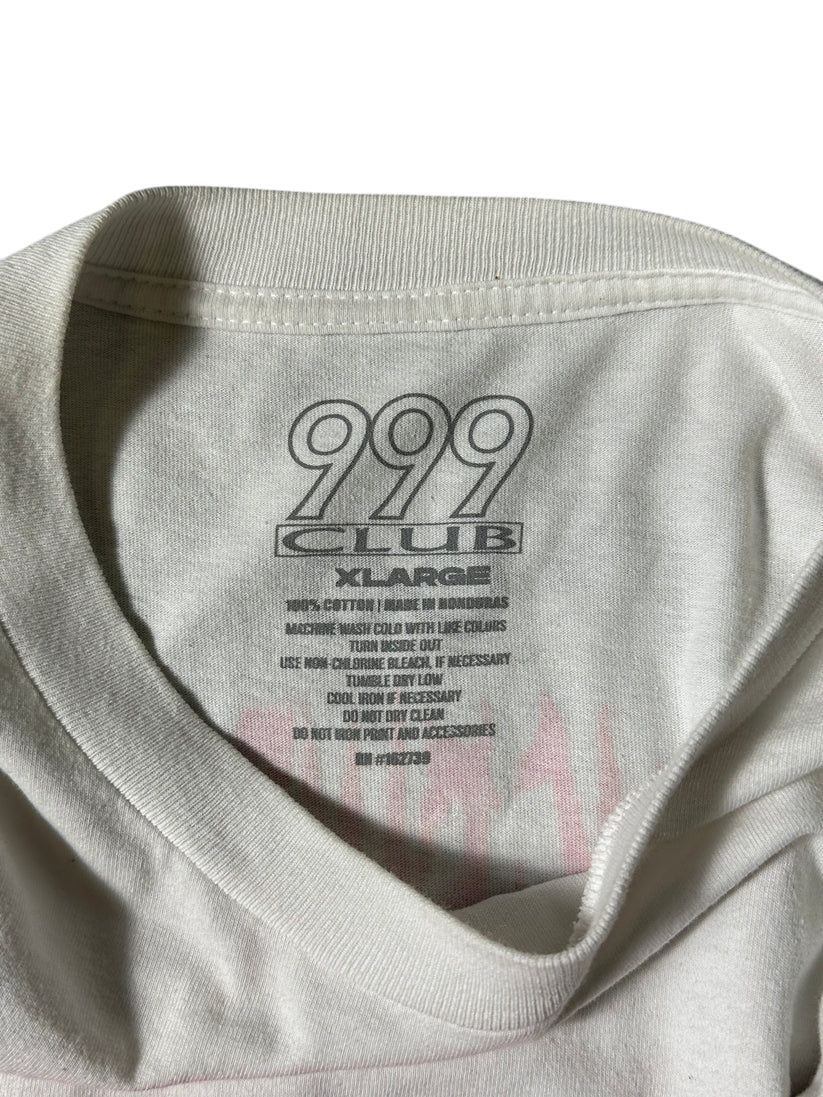 999
CLUB
XLARGE
100% COTTON | MADE IN HONDURAS
MACHINE WASH COLD WITH LIKE COLORS
TURN INSIDE OUT
USE NON-CHLORINE BLEACH, IF NECESSARY
TUMBLE DRY LOW
COOL IRON IF NECESSARY
DO NOT DRY CLEAN
DO NOT IRON PRINT AND ACCESSORIES
RN #162739